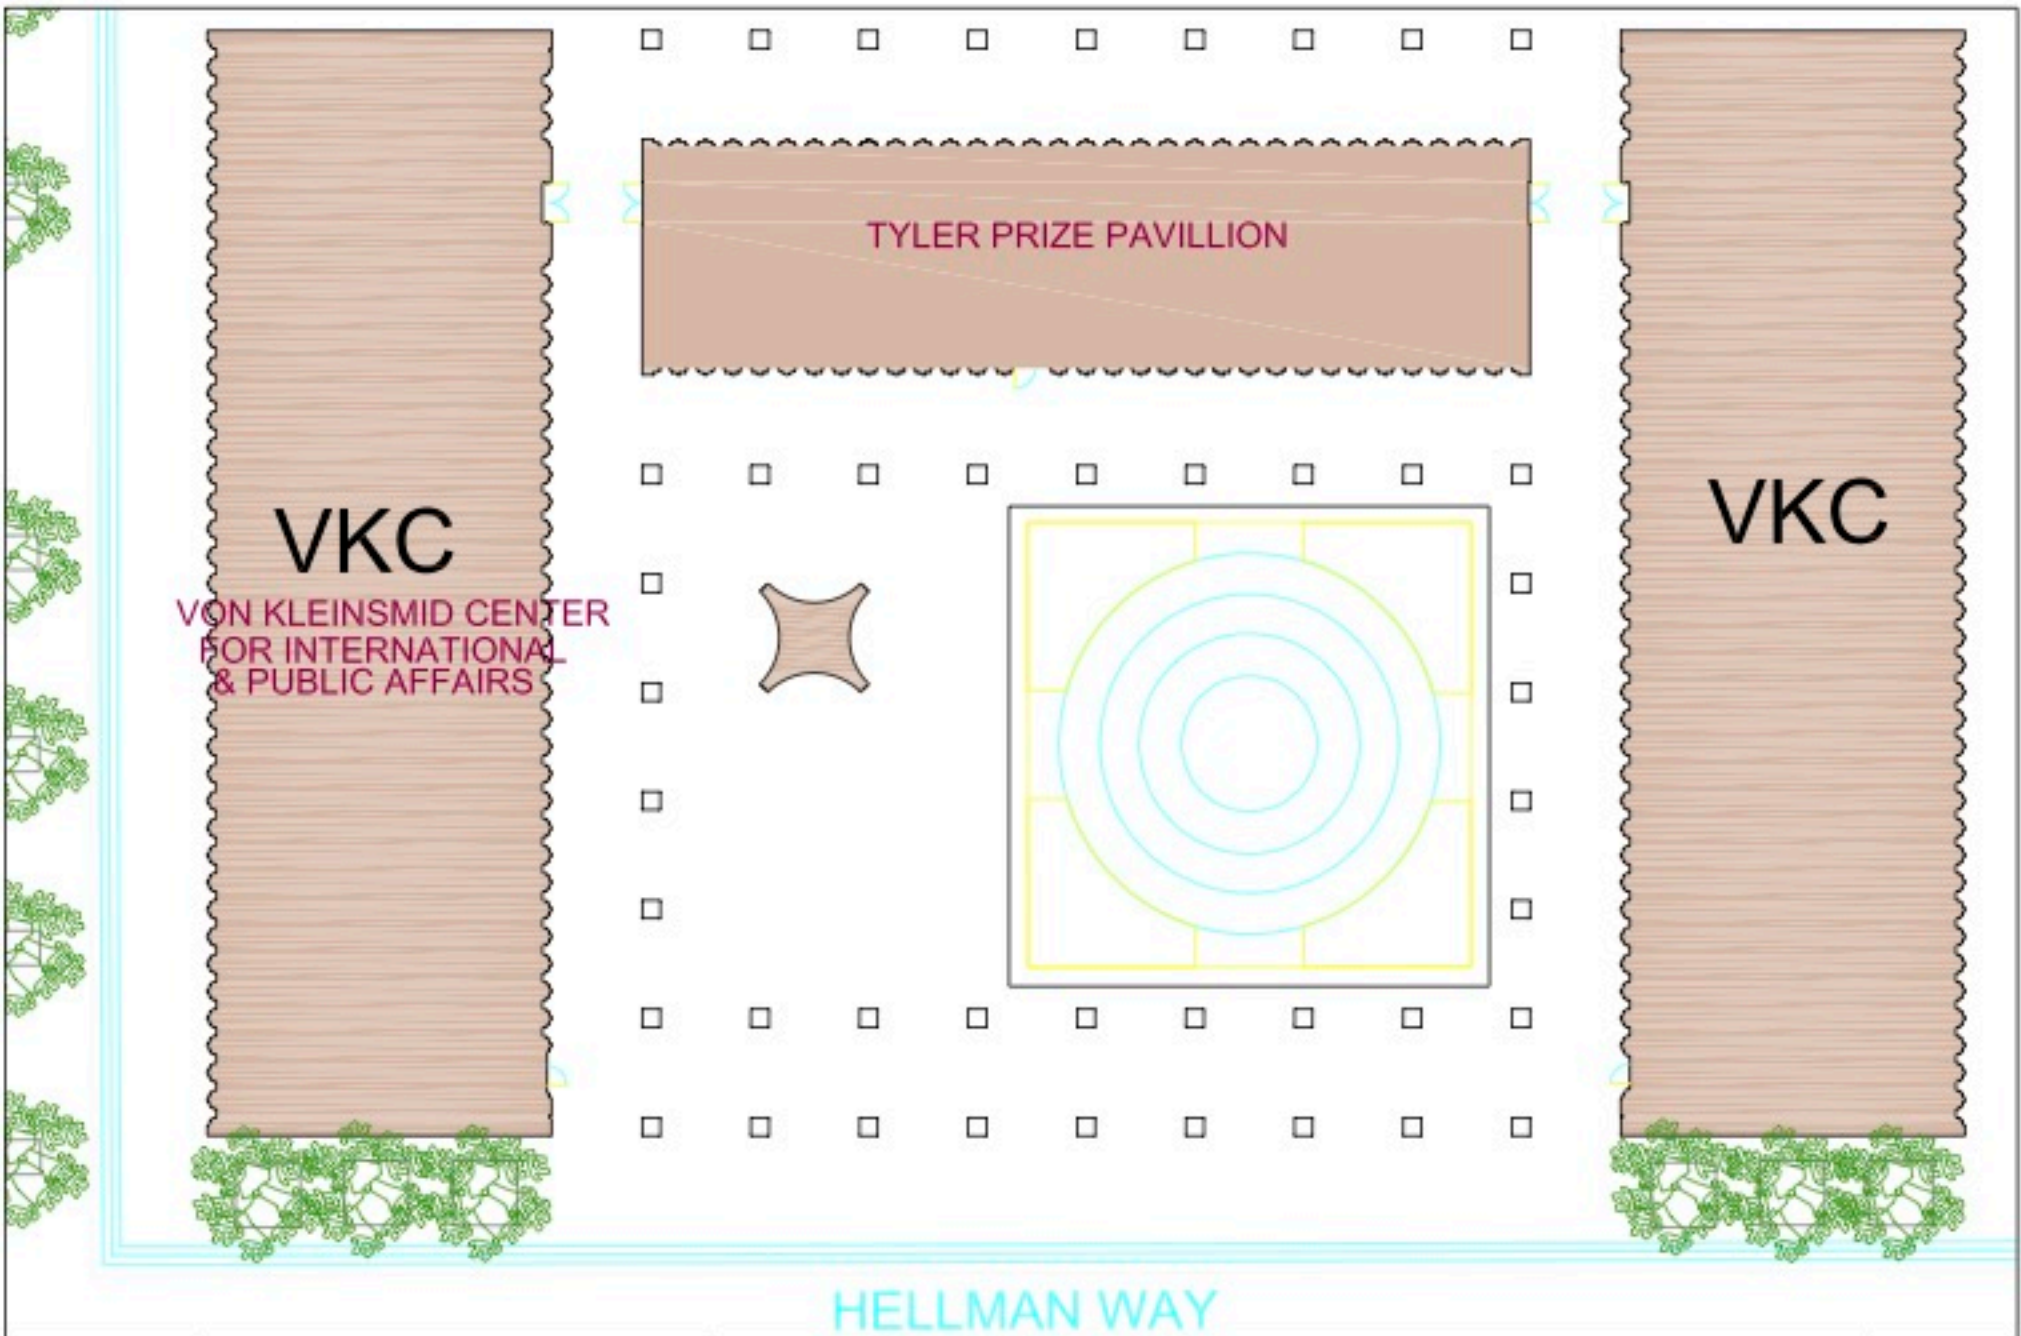 TYLER PRIZE PAVILLION
VKC
VON KLEINSMID CENTER
FOR INTERNATIONAL
& PUBLIC AFFAIRS
VKC
HELLMAN WAY